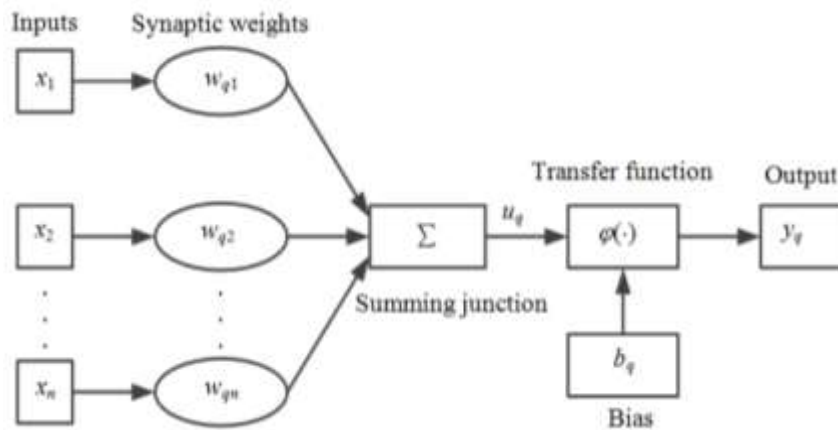 Inputs
Synaptic weights
x1
wq1
Transfer function
Output
x2
wq2
Σ
uq
φ(·)
yq
Summing junction
xn
wqn
bq
Bias